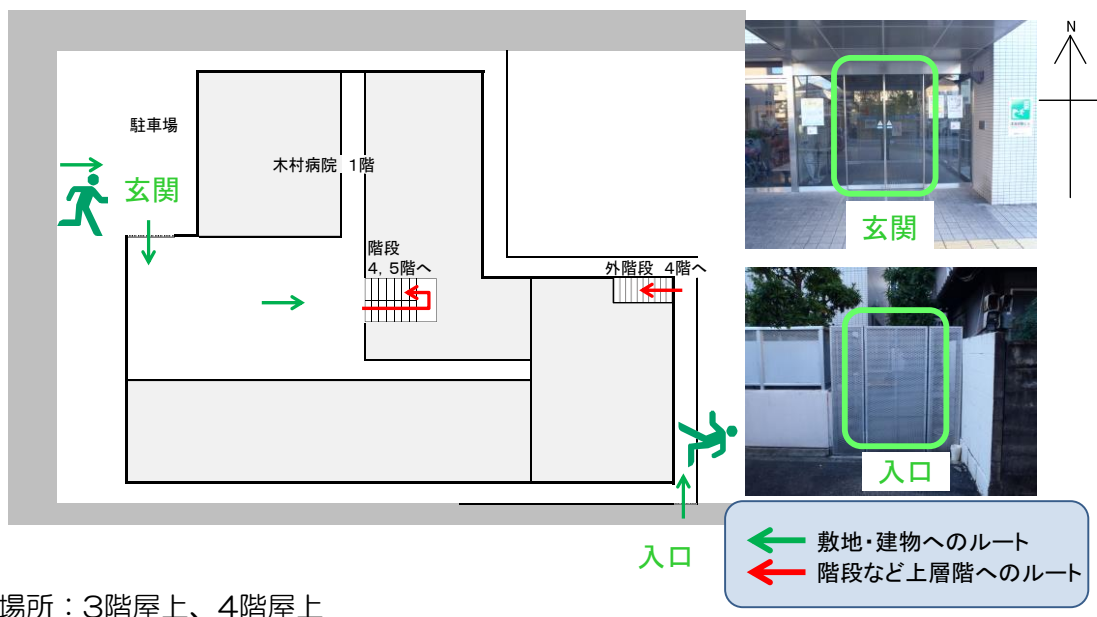 N
駐車場
木村病院 1階
玄関
階段
4,5階へ
外階段 4階へ
玄関
入口
入口
敷地・建物へのルート
階段など上層階へのルート
場所：3階屋上、4階屋上